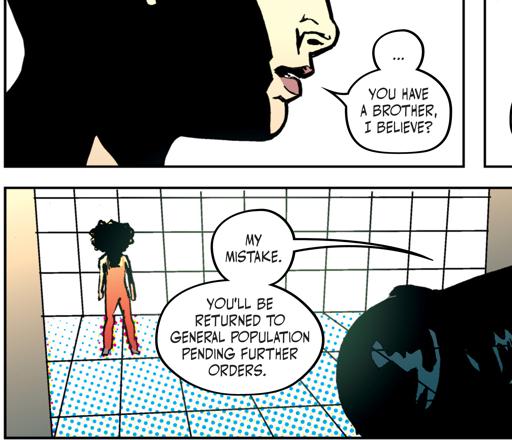 ...
YOU HAVE
A BROTHER,
I BELIEVE?
MY
MISTAKE.
YOU'LL BE
RETURNED TO
GENERAL POPULATION
PENDING FURTHER
ORDERS.